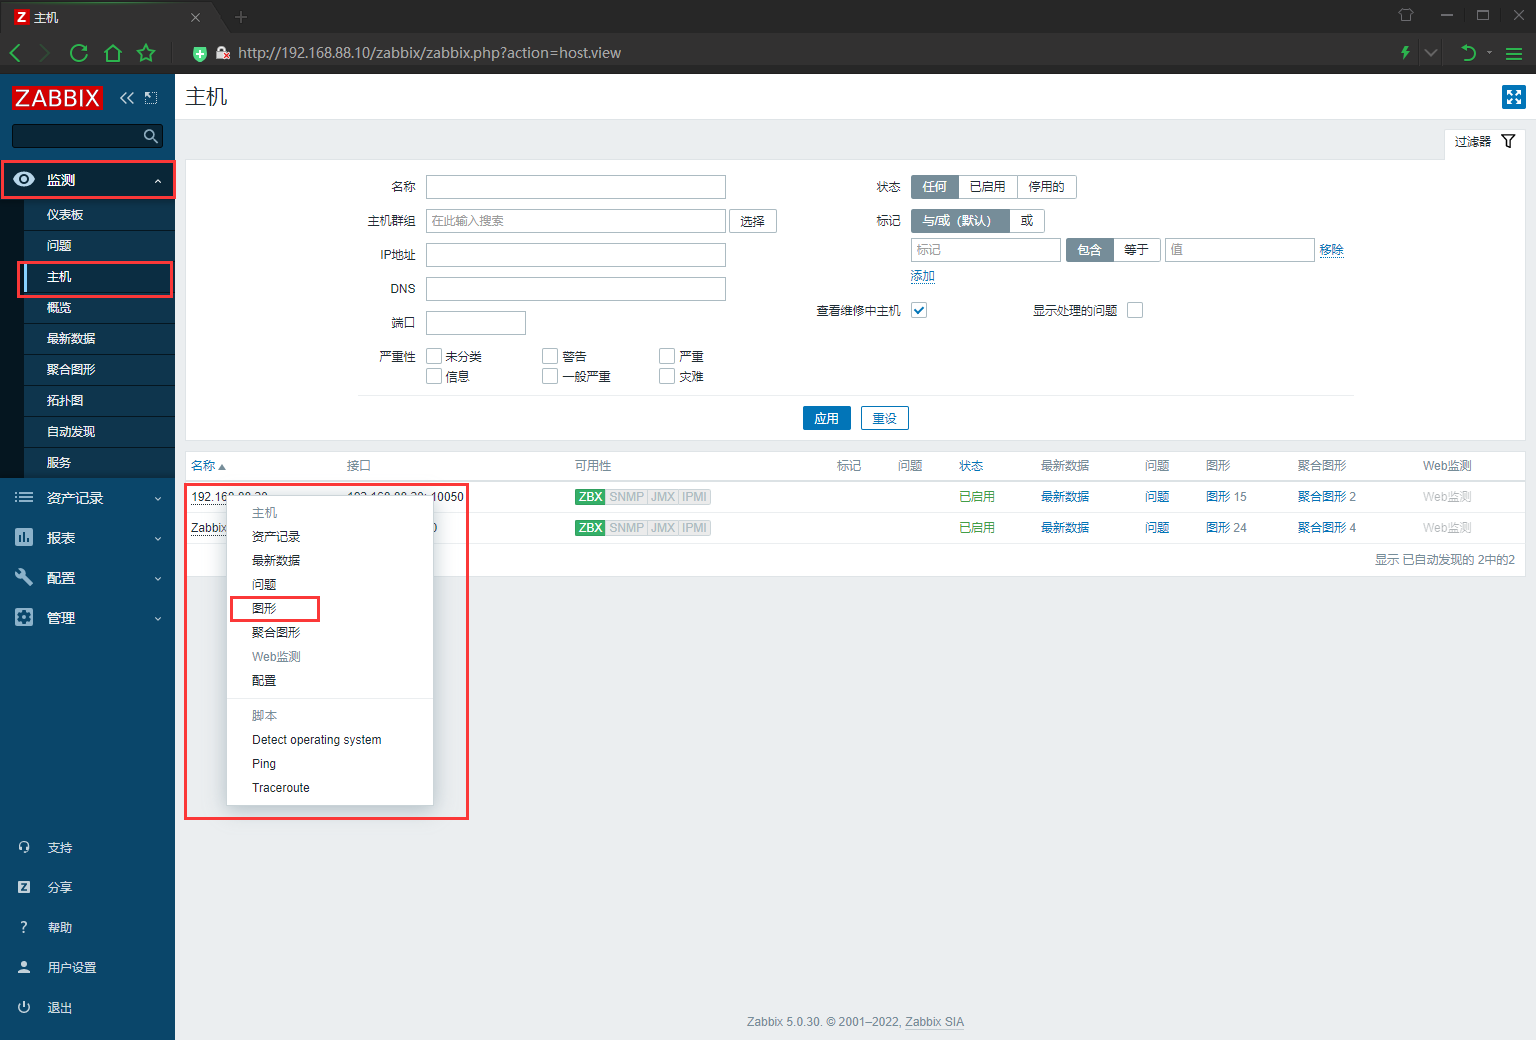 Z 主机
http://192.168.88.10/zabbix/zabbix.php?action=host.view
ZABBIX
主机
过滤器
监测
仪表板
问题
主机
概览
最新数据
聚合图形
拓扑图
自动发现
服务
资产记录
报表
配置
管理
支持
Z 分享
? 帮助
用户设置
退出
名称
主机群组 在此输入搜索 选择
IP地址
DNS
端口
严重性 未分类 警告 严重
信息 一般严重 灾难
状态 任何 已启用 停用的
标记 与/或（默认） 或
标记 包含 等于 值 移除
添加
查看维修中主机 显示处理的问题
应用 重设
名称 接口 可用性 标记 问题 状态 最新数据 问题 图形 聚合图形 Web监测
10050 ZBX SNMP JMX IPMI 已启用 最新数据 问题 图形 15 聚合图形 2 Web监测
Zabbix ZBX SNMP JMX IPMI 已启用 最新数据 问题 图形 24 聚合图形 4 Web监测
显示 已自动发现的 2中的2
主机
资产记录
最新数据
问题
图形
聚合图形
Web监测
配置
脚本
Detect operating system
Ping
Traceroute
Zabbix 5.0.30. © 2001–2022, Zabbix SIA